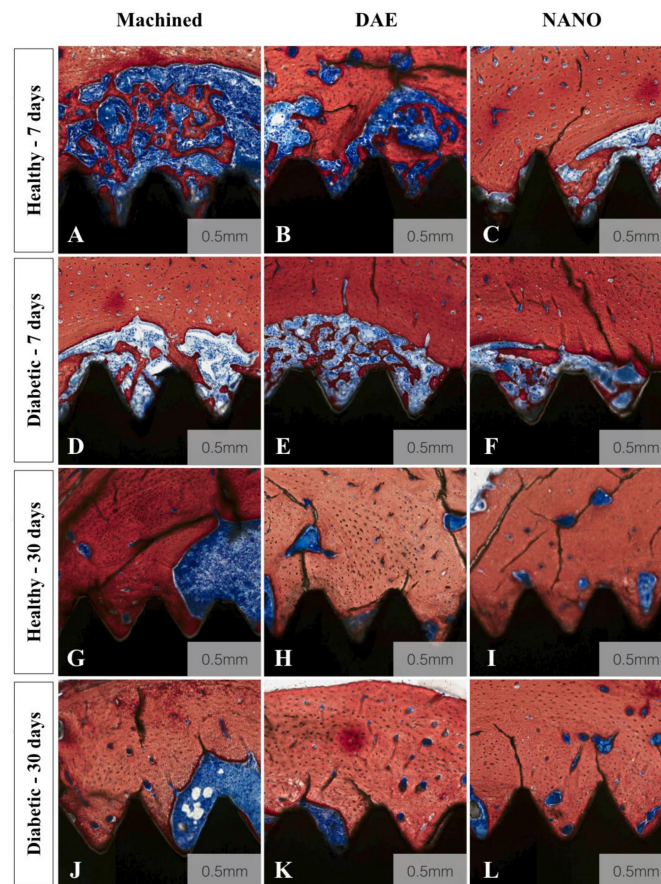 Machined DAE NANO
Healthy - 7 days
A 0.5mm B 0.5mm C 0.5mm
Diabetic - 7 days
D 0.5mm E 0.5mm F 0.5mm
Healthy - 30 days
G 0.5mm H 0.5mm I 0.5mm
Diabetic - 30 days
J 0.5mm K 0.5mm L 0.5mm